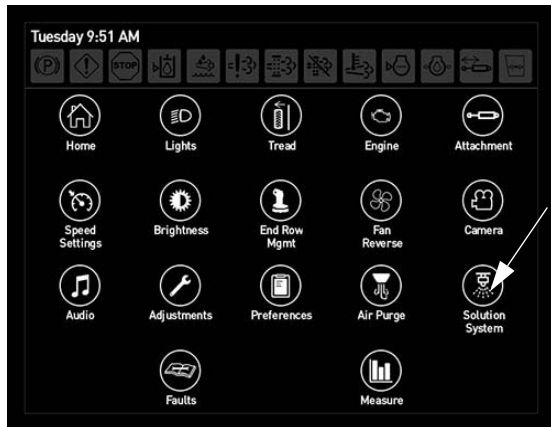 Tuesday 9:51 AM
(P)
STOP
Home
Lights
Tread
Engine
Attachment
Speed
Settings
Brightness
End Row
Mgmt
Fan
Reverse
Camera
Audio
Adjustments
Preferences
Air Purge
Solution
System
Faults
Measure